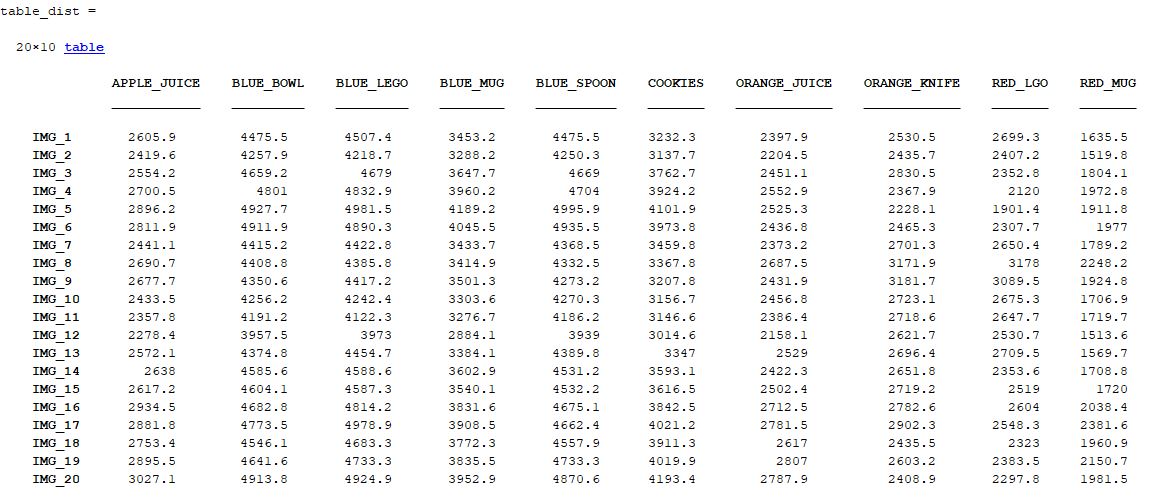 table_dist =
20×10 table
APPLE_JUICE BLUE_BOWL BLUE_LEGO BLUE_MUG BLUE_SPOON COOKIES ORANGE_JUICE ORANGE_KNIFE RED_LGO RED_MUG
IMG_1 2605.9 4475.5 4507.4 3453.2 4475.5 3232.3 2397.9 2530.5 2699.3 1635.5
IMG_2 2419.6 4257.9 4218.7 3288.2 4250.3 3137.7 2204.5 2435.7 2407.2 1519.8
IMG_3 2554.2 4659.2 4679 3647.7 4669 3762.7 2451.1 2830.5 2352.8 1804.1
IMG_4 2700.5 4801 4832.9 3960.2 4704 3924.2 2552.9 2367.9 2120 1972.8
IMG_5 2896.2 4927.7 4981.5 4189.2 4995.9 4101.9 2525.3 2228.1 1901.4 1911.8
IMG_6 2811.9 4911.9 4890.3 4045.5 4935.5 3973.8 2436.8 2465.3 2307.7 1977
IMG_7 2441.1 4415.2 4422.8 3433.7 4368.5 3459.8 2373.2 2701.3 2650.4 1789.2
IMG_8 2690.7 4408.8 4385.8 3414.9 4332.5 3367.8 2687.5 3171.9 3178 2248.2
IMG_9 2677.7 4350.6 4417.2 3501.3 4273.2 3207.8 2431.9 3181.7 3089.5 1924.8
IMG_10 2433.5 4256.2 4242.4 3303.6 4270.3 3156.7 2456.8 2723.1 2675.3 1706.9
IMG_11 2357.8 4191.2 4122.3 3276.7 4186.2 3146.6 2386.4 2718.6 2647.7 1719.7
IMG_12 2278.4 3957.5 3973 2884.1 3939 3014.6 2158.1 2621.7 2530.7 1513.6
IMG_13 2572.1 4374.8 4454.7 3384.1 4389.8 3347 2529 2696.4 2709.5 1569.7
IMG_14 2638 4585.6 4588.6 3602.9 4531.2 3593.1 2422.3 2651.8 2353.6 1708.8
IMG_15 2617.2 4604.1 4587.3 3540.1 4532.2 3616.5 2502.4 2719.2 2519 1720
IMG_16 2934.5 4682.8 4814.2 3831.6 4675.1 3842.5 2712.5 2782.6 2604 2038.4
IMG_17 2881.8 4773.5 4978.9 3908.5 4662.4 4021.2 2781.5 2902.3 2548.3 2381.6
IMG_18 2753.4 4546.1 4683.3 3772.3 4557.9 3911.3 2617 2435.5 2323 1960.9
IMG_19 2895.5 4641.6 4733.3 3835.5 4733.3 4019.9 2807 2603.2 2383.5 2150.7
IMG_20 3027.1 4913.8 4924.9 3952.9 4870.6 4193.4 2787.9 2408.9 2297.8 1981.5